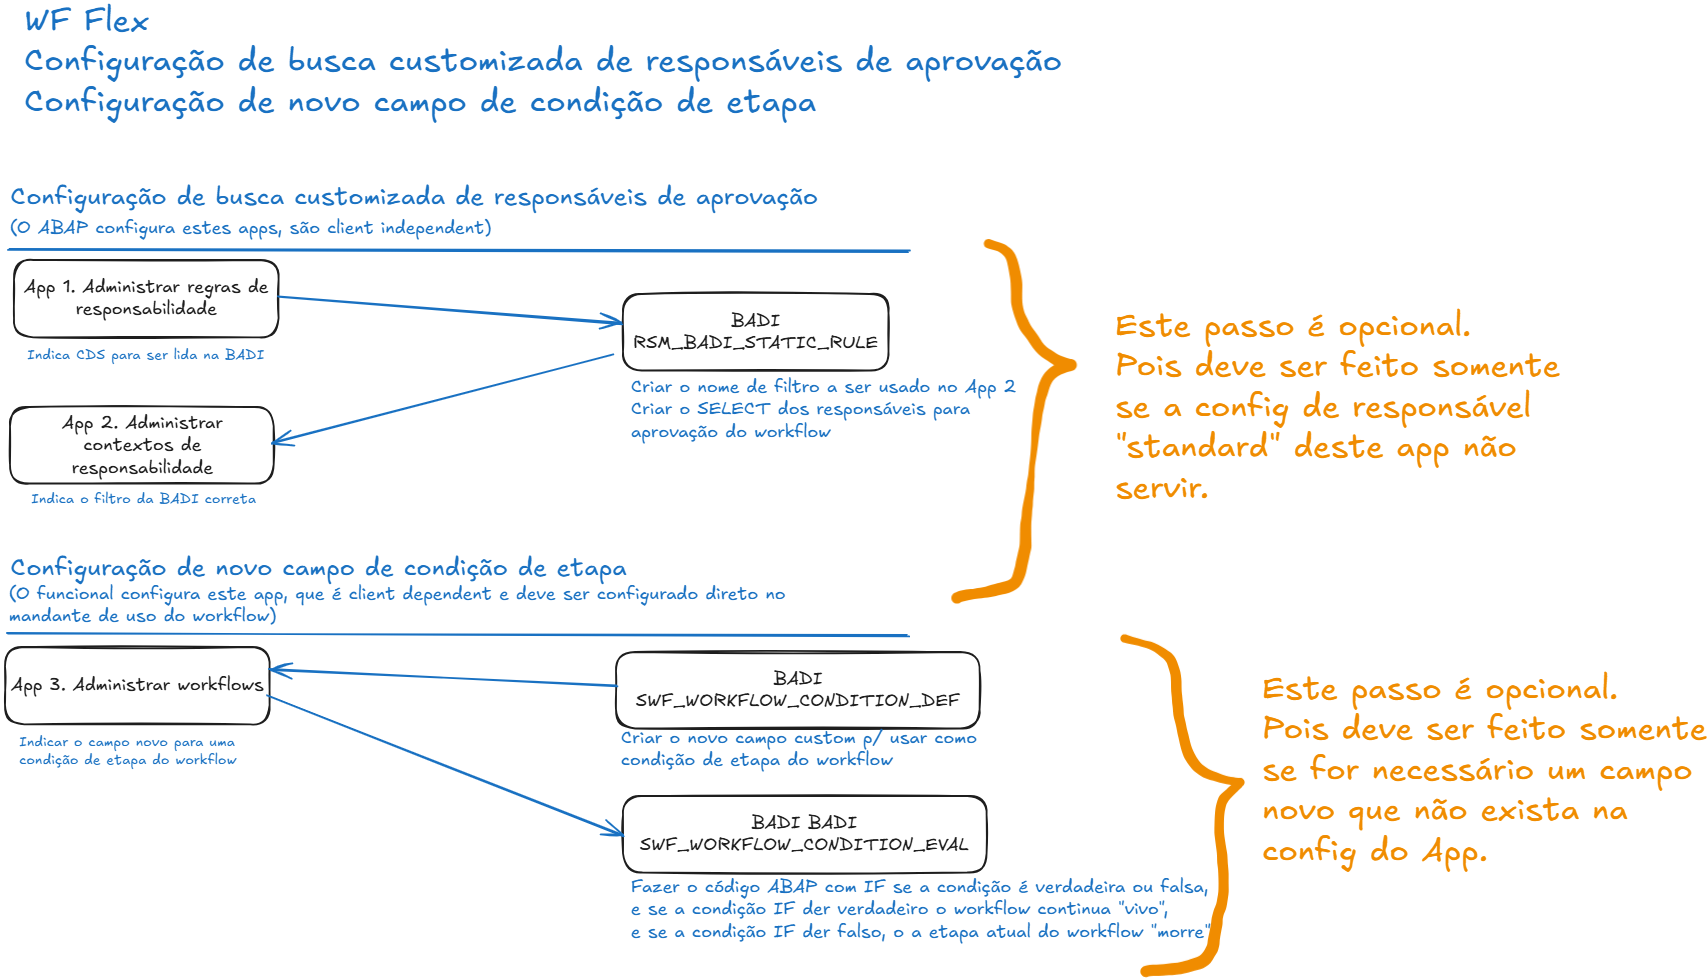 WF Flex
Configuração de busca customizada de responsáveis de aprovação
Configuração de novo campo de condição de etapa
Configuração de busca customizada de responsáveis de aprovação
(O ABAP configura estes apps, são client independent)
App 1. Administrar regras de
responsabilidade
Indica CDS para ser lida na BADI
BADI
RSM_BADI_STATIC_RULE
Criar o nome de filtro a ser usado no App 2
Criar o SELECT dos responsáveis para
aprovação do workflow
App 2. Administrar
contextos de
responsabilidade
Indica o filtro da BADI correta
Este passo é opcional.
Pois deve ser feito somente
se a config de responsável
"standard" deste app não
servir.
Configuração de novo campo de condição de etapa
(O funcional configura este app, que é client dependent e deve ser configurado direto no
mandante de uso do workflow)
App 3. Administrar workflows
Indicar o campo novo para uma
condição de etapa do workflow
BADI
SWF_WORKFLOW_CONDITION_DEF
Criar o novo campo custom p/ usar como
condição de etapa do workflow
BADI BADI
SWF_WORKFLOW_CONDITION_EVAL
Fazer o código ABAP com IF se a condição é verdadeira ou falsa,
e se a condição IF der verdadeiro o workflow continua "vivo",
e se a condição IF der falso, o a etapa atual do workflow "morre"
Este passo é opcional.
Pois deve ser feito somente
se for necessário um campo
novo que não exista na
config do App.